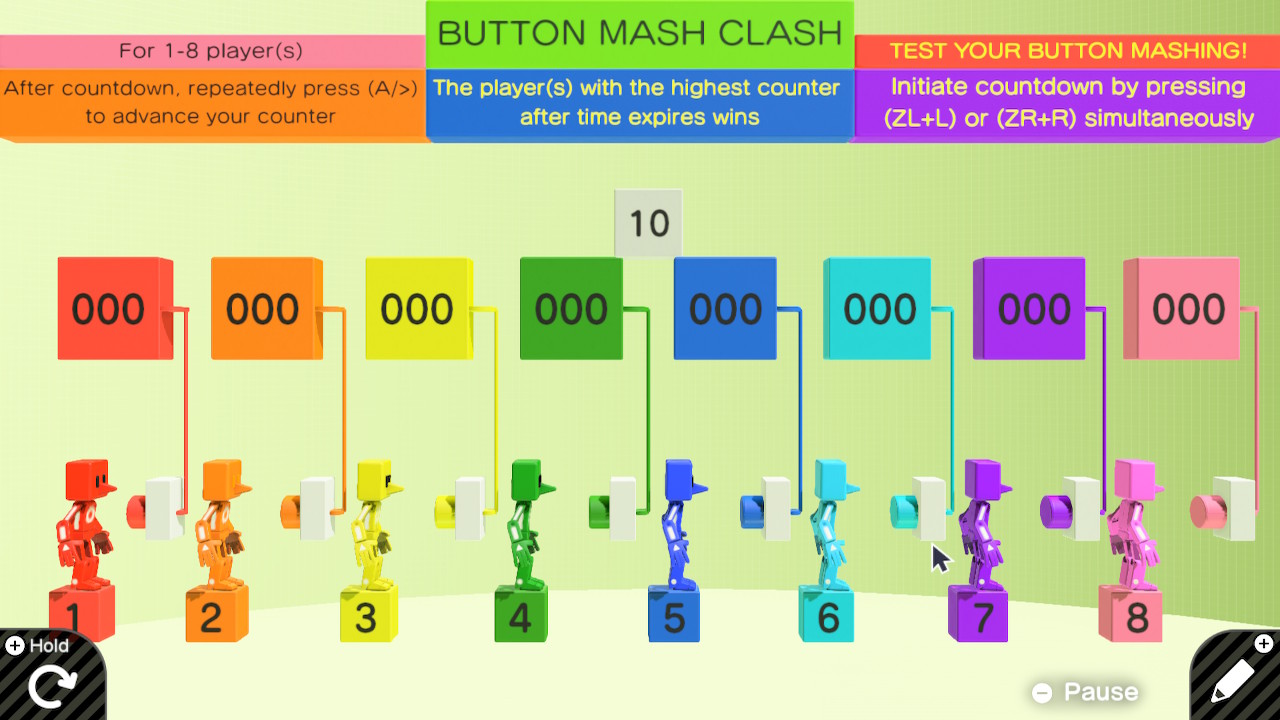 BUTTON MASH CLASH
For 1-8 player(s)
TEST YOUR BUTTON MASHING!
After countdown, repeatedly press (A/>)
to advance your counter
The player(s) with the highest counter
after time expires wins
Initiate countdown by pressing
(ZL+L) or (ZR+R) simultaneously
10
000 000 000 000 000 000 000 000
1 2 3 4 5 6 7 8
Hold
Pause